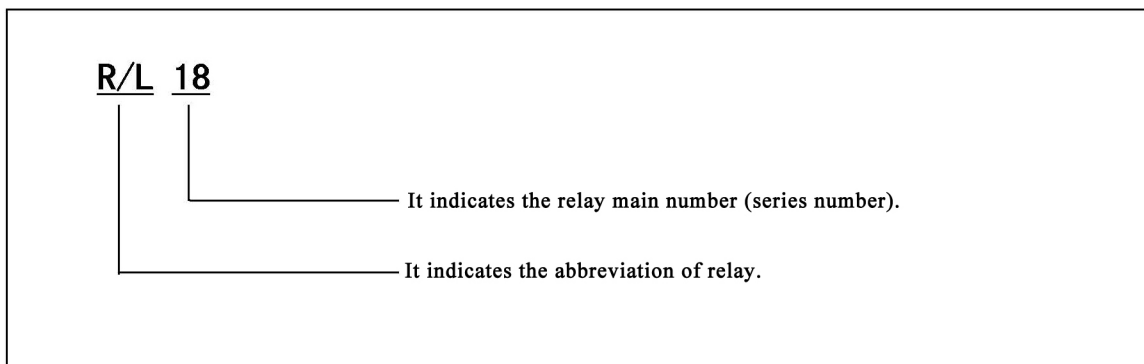 R/L 18
It indicates the relay main number (series number).
It indicates the abbreviation of relay.